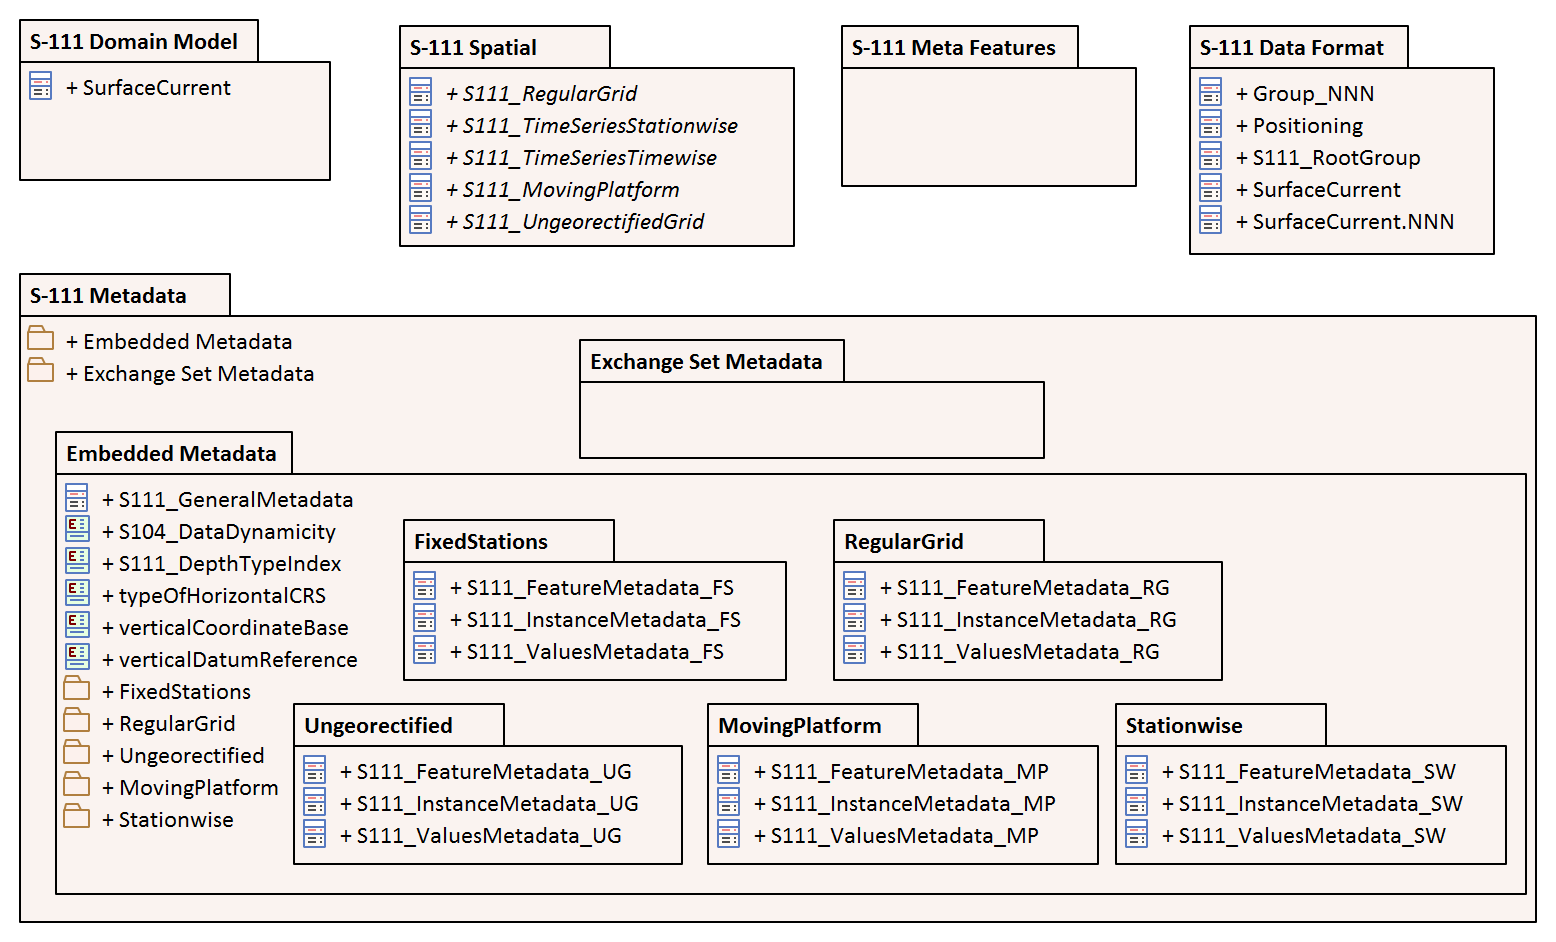 S-111 Domain Model
+ SurfaceCurrent
S-111 Spatial
+ S111_RegularGrid
+ S111_TimeSeriesStationwise
+ S111_TimeSeriesTimewise
+ S111_MovingPlatform
+ S111_UngeorectifiedGrid
S-111 Meta Features
S-111 Data Format
+ Group_NNN
+ Positioning
+ S111_RootGroup
+ SurfaceCurrent
+ SurfaceCurrent.NNN
S-111 Metadata
+ Embedded Metadata
+ Exchange Set Metadata
Exchange Set Metadata
Embedded Metadata
+ S111_GeneralMetadata
+ S104_DataDynamicity
+ S111_DepthTypeIndex
+ typeOfHorizontalCRS
+ verticalCoordinateBase
+ verticalDatumReference
+ FixedStations
+ RegularGrid
+ Ungeorectified
+ MovingPlatform
+ Stationwise
FixedStations
+ S111_FeatureMetadata_FS
+ S111_InstanceMetadata_FS
+ S111_ValuesMetadata_FS
RegularGrid
+ S111_FeatureMetadata_RG
+ S111_InstanceMetadata_RG
+ S111_ValuesMetadata_RG
Ungeorectified
+ S111_FeatureMetadata_UG
+ S111_InstanceMetadata_UG
+ S111_ValuesMetadata_UG
MovingPlatform
+ S111_FeatureMetadata_MP
+ S111_InstanceMetadata_MP
+ S111_ValuesMetadata_MP
Stationwise
+ S111_FeatureMetadata_SW
+ S111_InstanceMetadata_SW
+ S111_ValuesMetadata_SW